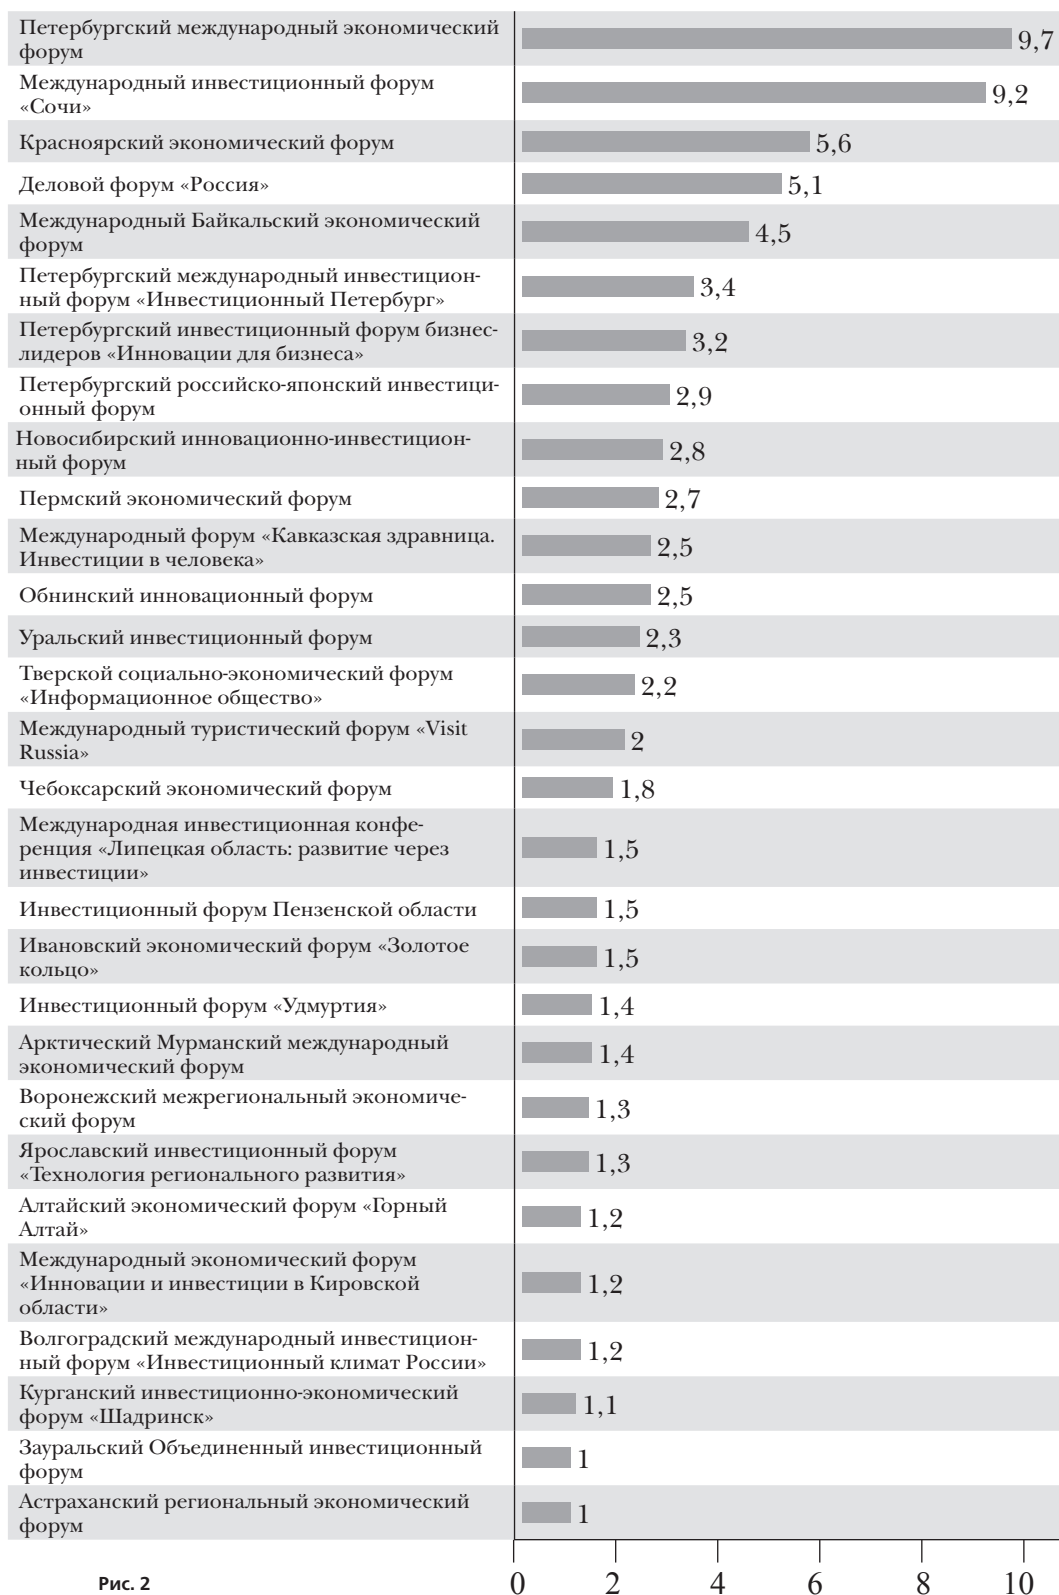 Петербургский международный экономический
форум
9,7
Международный инвестиционный форум
«Сочи»
9,2
Красноярский экономический форум
5,6
Деловой форум «Россия»
5,1
Международный Байкальский экономический
форум
4,5
Петербургский международный инвестицион-
ный форум «Инвестиционный Петербург»
3,4
Петербургский инвестиционный форум бизнес-
лидеров «Инновации для бизнеса»
3,2
Петербургский российско-японский инвестици-
онный форум
2,9
Новосибирский инновационно-инвестицион-
ный форум
2,8
Пермский экономический форум
2,7
Международный форум «Кавказская здравница.
Инвестиции в человека»
2,5
Обнинский инновационный форум
2,5
Уральский инвестиционный форум
2,3
Тверской социально-экономический форум
«Информационное общество»
2,2
Международный туристический форум «Visit
Russia»
2
Чебоксарский экономический форум
1,8
Международная инвестиционная конфе-
ренция «Липецкая область: развитие через
инвестиции»
1,5
Инвестиционный форум Пензенской области
1,5
Ивановский экономический форум «Золотое
кольцо»
1,5
Инвестиционный форум «Удмуртия»
1,4
Арктический Мурманский международный
экономический форум
1,4
Воронежский межрегиональный экономиче-
ский форум
1,3
Ярославский инвестиционный форум
«Технология регионального развития»
1,3
Алтайский экономический форум «Горный
Алтай»
1,2
Международный экономический форум
«Инновации и инвестиции в Кировской
области»
1,2
Волгоградский международный инвестицион-
ный форум «Инвестиционный климат России»
1,2
Курганский инвестиционно-экономический
форум «Шадринск»
1,1
Зауральский Объединенный инвестиционный
форум
1
Астраханский региональный экономический
форум
1
0 2 4 6 8 10
Рис. 2